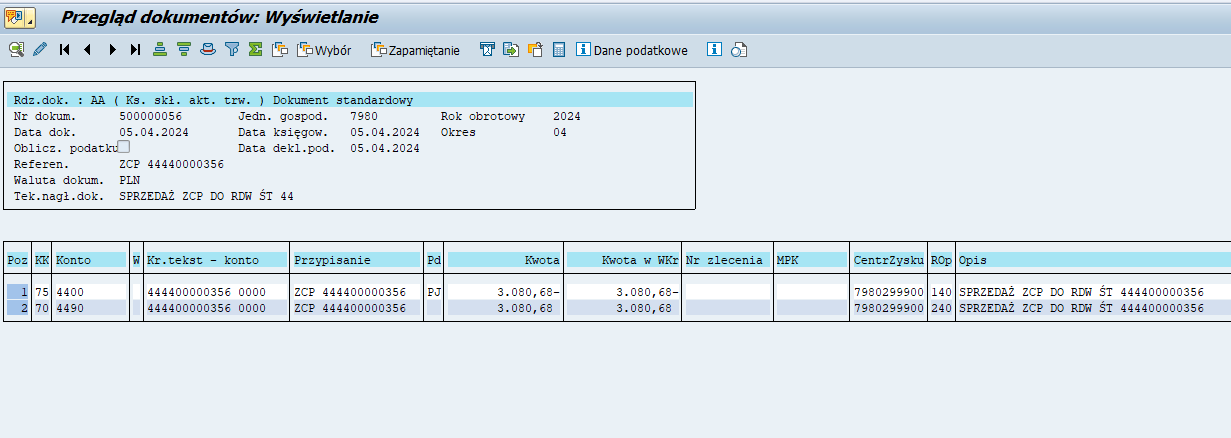 Przegląd dokumentów: Wyświetlanie
Wybór Zapamiętanie Dane podatkowe
Rdz.dok. : AA ( Ks. skł. akt. trw. ) Dokument standardowy
Nr dokum. 500000056 Jedn. gospod. 7980 Rok obrotowy 2024
Data dok. 05.04.2024 Data księgow. 05.04.2024 Okres 04
Oblicz. podatku Data dekl.pod. 05.04.2024
Referen. ZCP 44440000356
Waluta dokum. PLN
Tek.nagł.dok. SPRZEDAŻ ZCP DO RDW ŚT 44
Poz KK Konto W Kr.tekst - konto Przypisanie Pd Kwota Kwota w WKr Nr zlecenia MPK CentrZysku ROp Opis
1 75 4400 444400000356 0000 ZCP 444400000356 PJ 3.080,68- 3.080,68- 7980299900 140 SPRZEDAŻ ZCP DO RDW ŚT 444400000356
2 70 4490 444400000356 0000 ZCP 444400000356 3.080,68 3.080,68 7980299900 240 SPRZEDAŻ ZCP DO RDW ŚT 444400000356